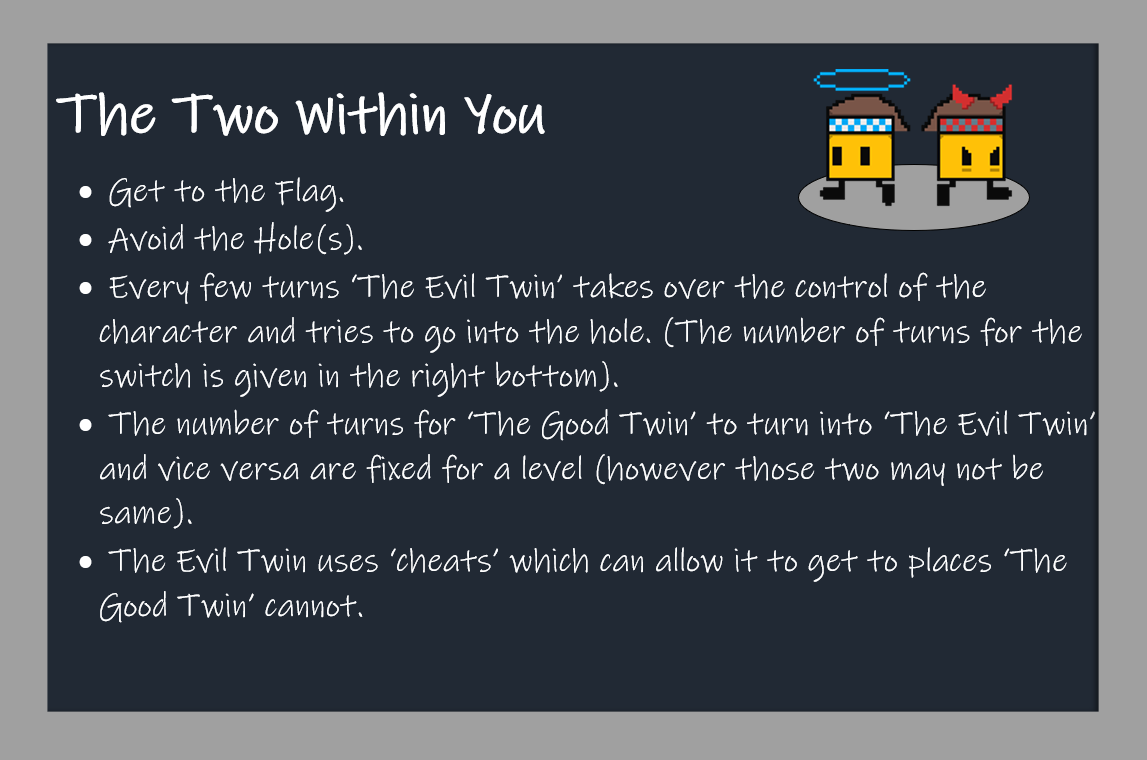 The Two Within You
• Get to the Flag.
• Avoid the Hole(s).
• Every few turns ‘The Evil Twin’ takes over the control of the
character and tries to go into the hole. (The number of turns for the
switch is given in the right bottom).
• The number of turns for ‘The Good Twin’ to turn into ‘The Evil Twin’
and vice versa are fixed for a level (however those two may not be
same).
• The Evil Twin uses ‘cheats’ which can allow it to get to places ‘The
Good Twin’ cannot.